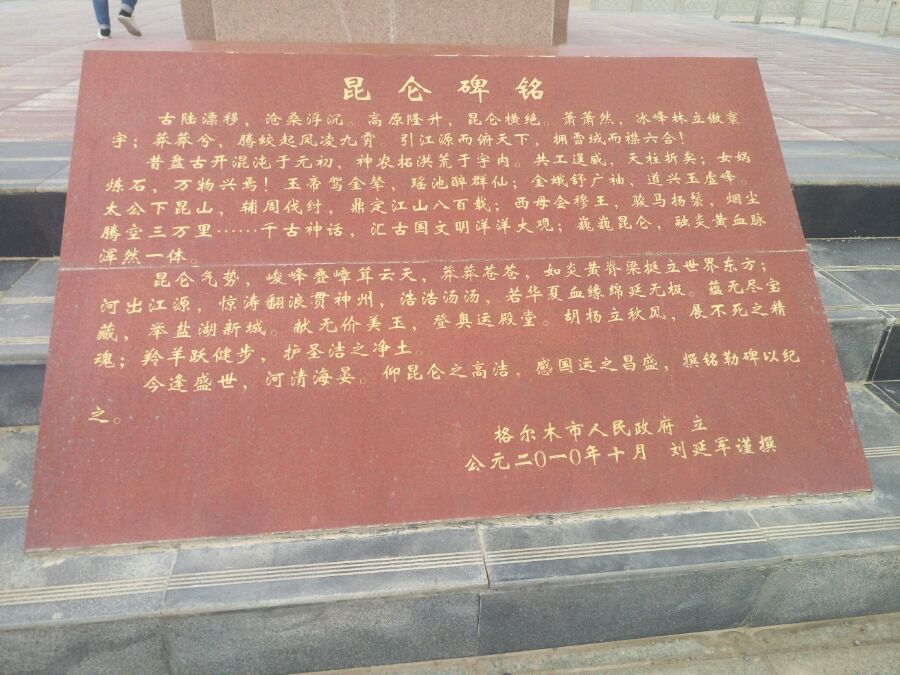 昆仑碑铭
古陆漂移，沧桑浮沉。高原隆升，昆仑横绝。萧萧然，冰峰林立傲寰
宇；莽莽兮，腾蛟起凤凌九霄。引江源而俯天下，拥雪域而襟六合！
昔盘古开混沌于元初，神农拓洪荒于宇内。共工逞威，天柱折矣；女娲
炼石，万物兴焉！玉帝驾金辇，瑶池醉群仙；金娥舒广袖，道兴玉虚峰。
太公下昆山，辅周伐纣，鼎定江山八百载；西母会穆王，骏马扬鬃，烟尘
腾空三万里……千古神话，汇古国文明洋洋大观；巍巍昆仑，融炎黄血脉
浑然一体。
昆仑气势，峻峰叠嶂茸云天，莽莽苍苍，如炎黄脊梁挺立世界东方；
河出江源，惊涛翻浪贯神州，浩浩汤汤，若华夏血缘绵延无极。蕴无尽宝
藏，举盐湖新城。献无价美玉，登奥运殿堂。胡杨立秋风，展不死之精
魂；羚羊跃健步，护圣洁之净土。
今逢盛世，河清海晏。仰昆仑之高洁，感国运之昌盛，撰铭勒碑以纪
之。
格尔木市人民政府 立
公元二〇一〇年十月 刘延军谨撰